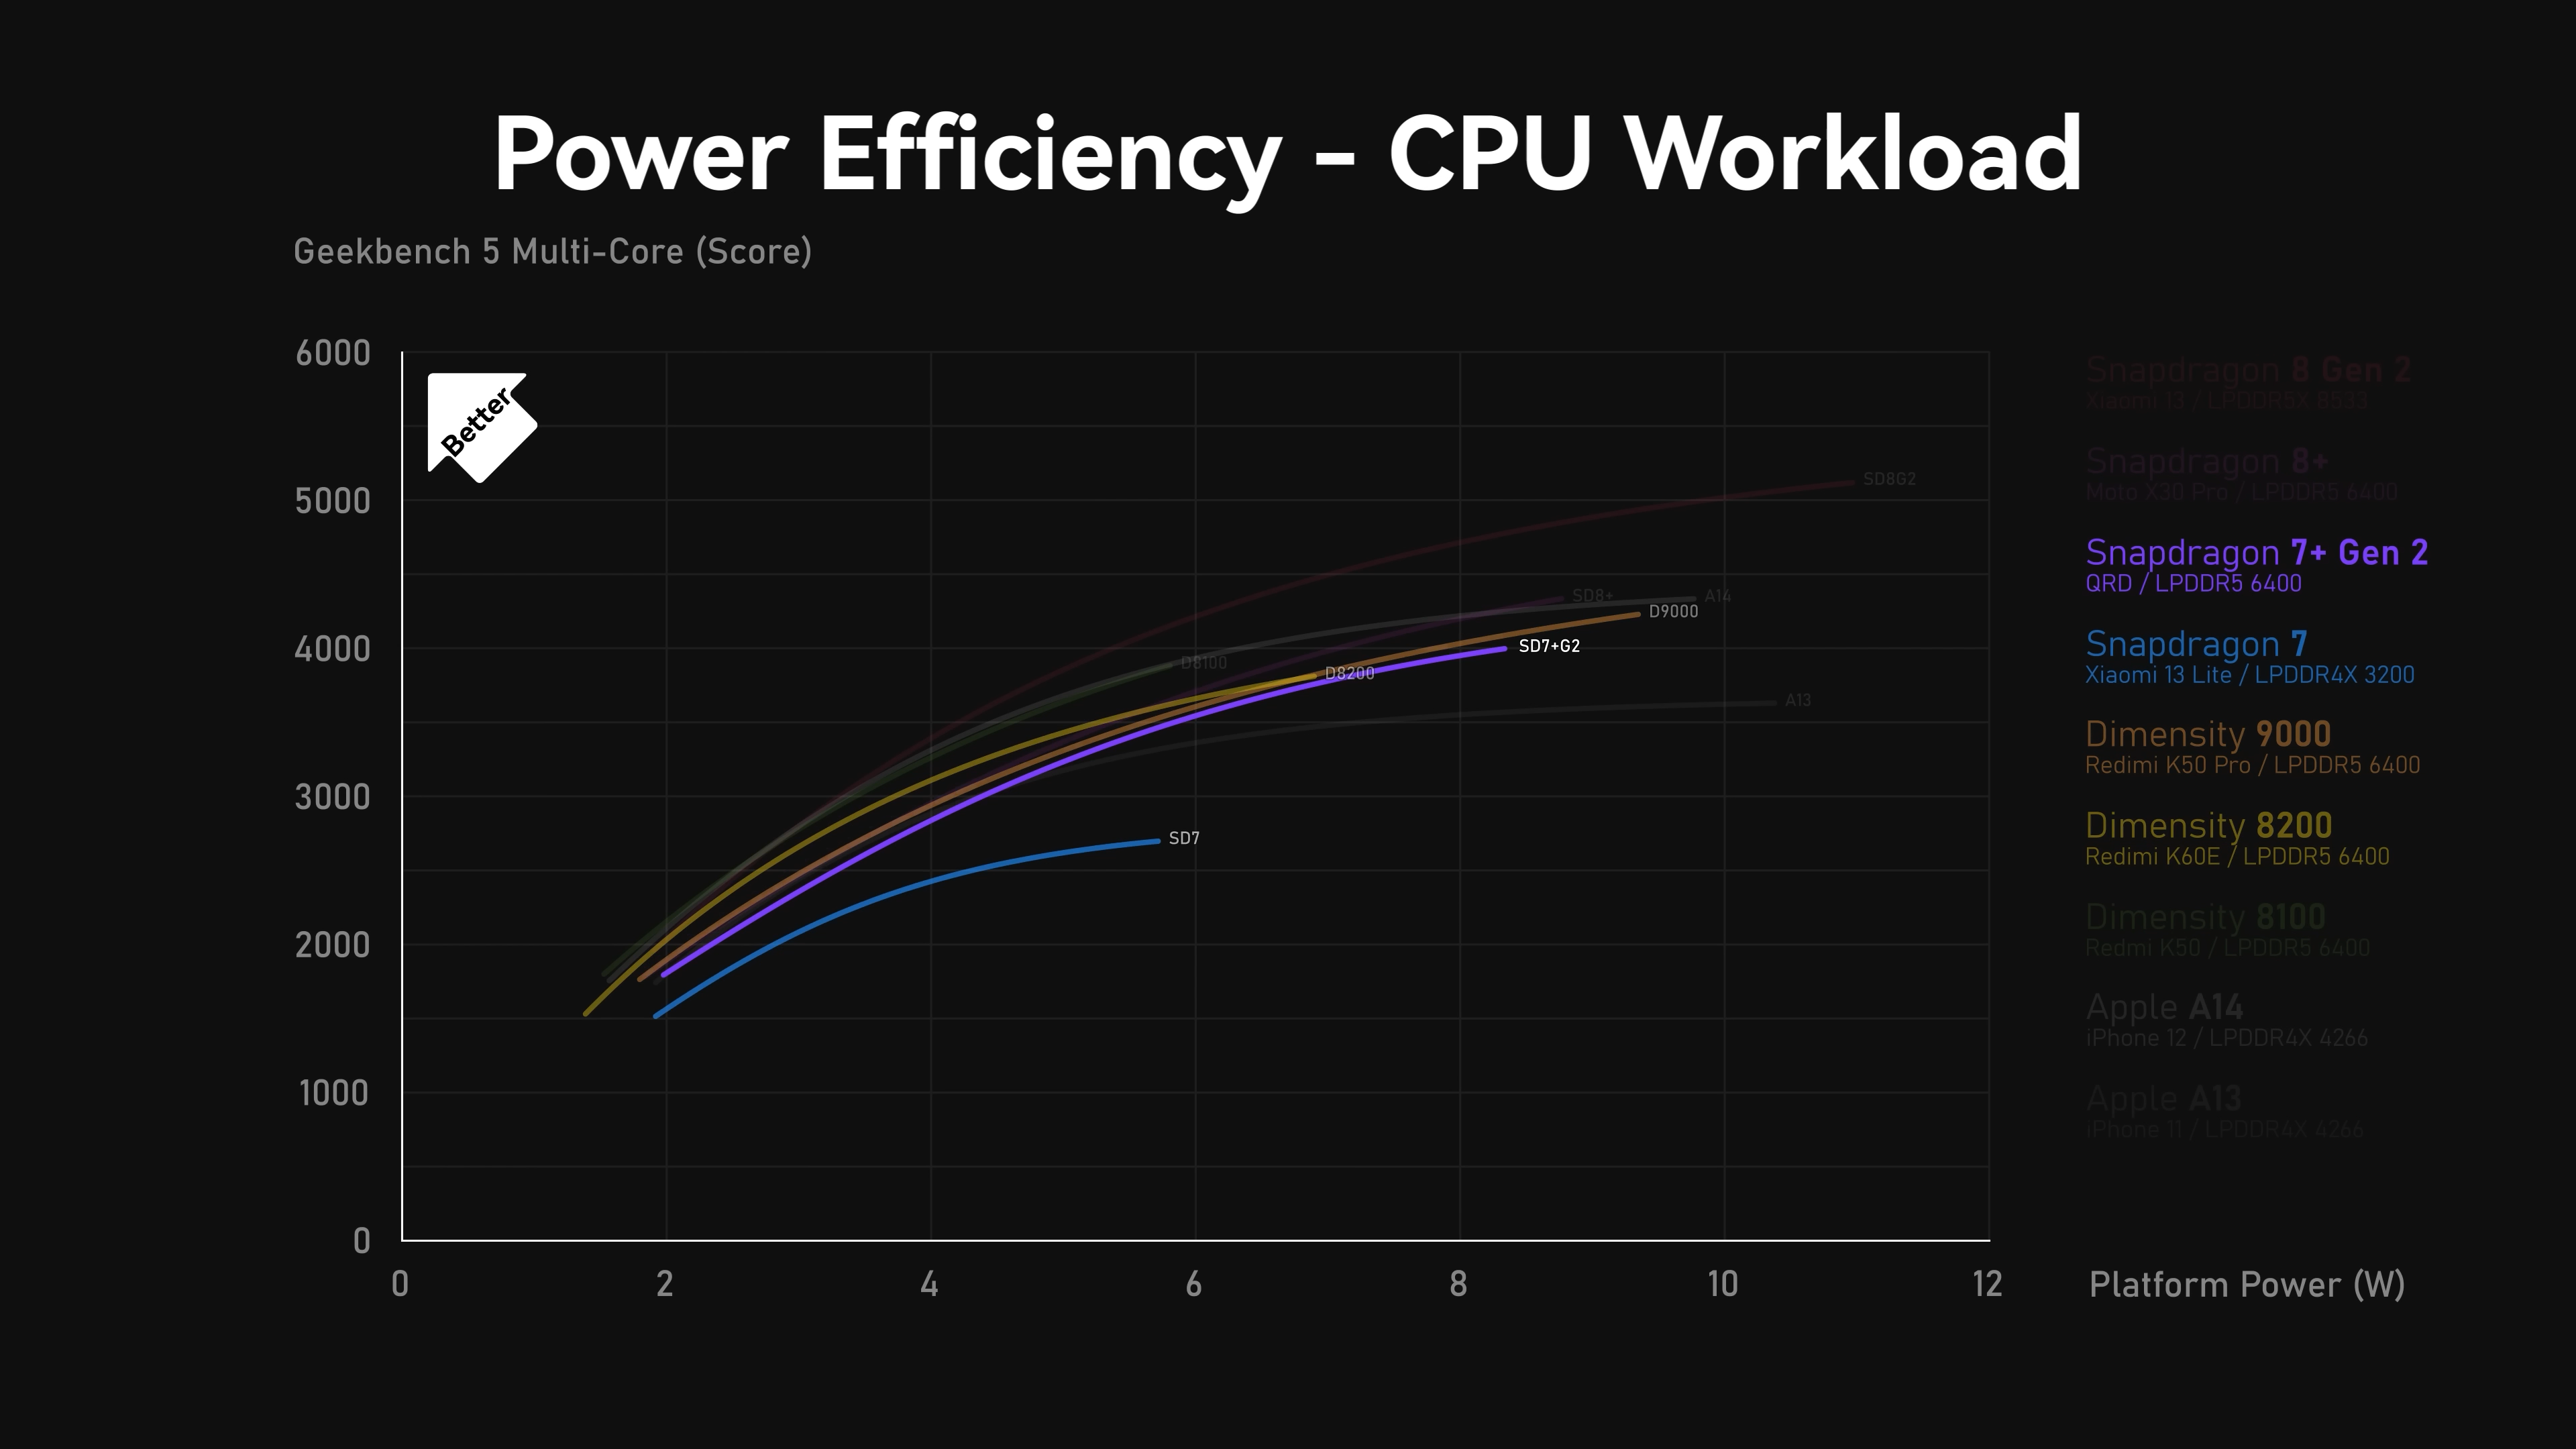 Power Efficiency - CPU Workload
Geekbench 5 Multi-Core (Score)
6000
5000
4000
3000
2000
1000
0
0 2 4 6 8 10 12
Platform Power (W)
Better
SD8G2
SD8+
A14
D9000
SD7+G2
D8100
D8200
A13
SD7
Snapdragon 8 Gen 2
Xiaomi 13 / LPDDR5X 8533
Snapdragon 8+
Moto X30 Pro / LPDDR5 6400
Snapdragon 7+ Gen 2
QRD / LPDDR5 6400
Snapdragon 7
Xiaomi 13 Lite / LPDDR4X 3200
Dimensity 9000
Redimi K50 Pro / LPDDR5 6400
Dimensity 8200
Redimi K60E / LPDDR5 6400
Dimensity 8100
Redmi K50 / LPDDR5 6400
Apple A14
iPhone 12 / LPDDR4X 4266
Apple A13
iPhone 11 / LPDDR4X 4266